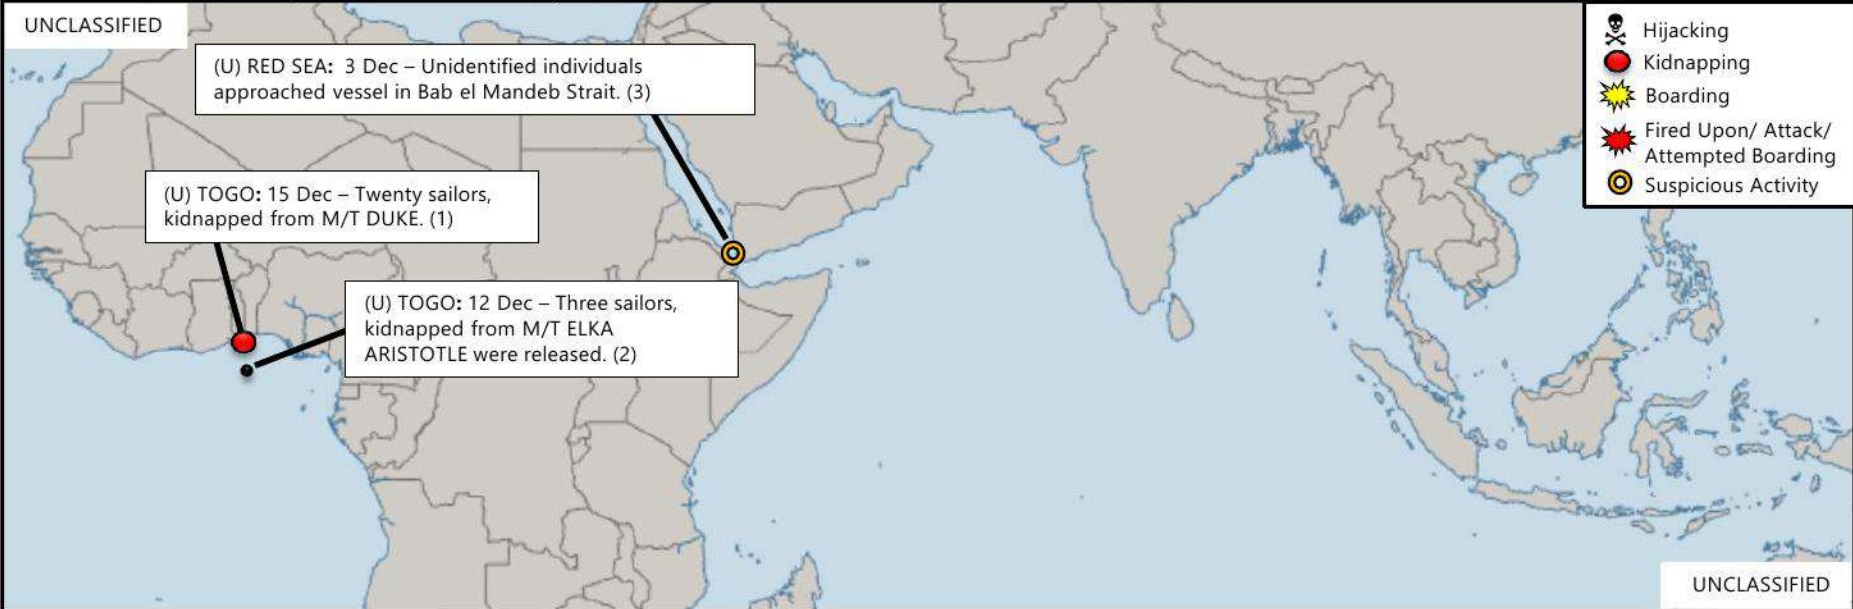 UNCLASSIFIED
(U) RED SEA: 3 Dec – Unidentified individuals
approached vessel in Bab el Mandeb Strait. (3)
(U) TOGO: 15 Dec – Twenty sailors,
kidnapped from M/T DUKE. (1)
(U) TOGO: 12 Dec – Three sailors,
kidnapped from M/T ELKA
ARISTOTLE were released. (2)
Hijacking
Kidnapping
Boarding
Fired Upon/ Attack/
Attempted Boarding
Suspicious Activity
UNCLASSIFIED